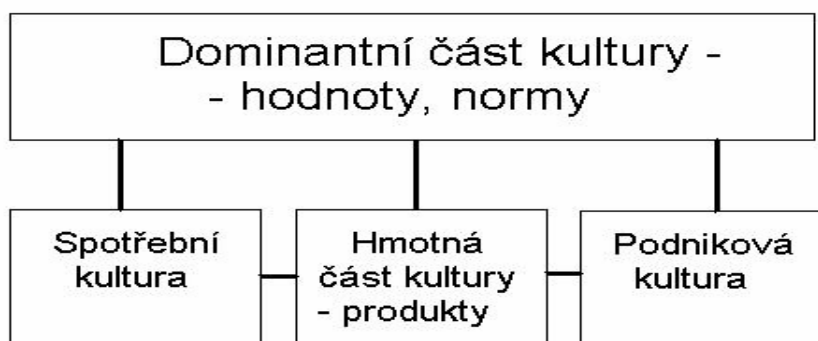 Dominantní část kultury -
- hodnoty, normy
Spotřební
kultura
Hmotná
část kultury
- produkty
Podniková
kultura